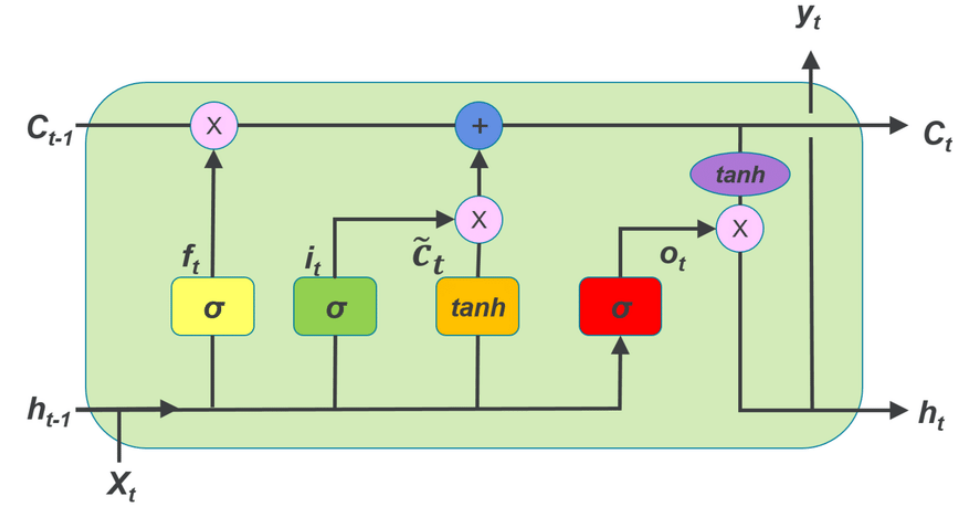 yₜ
Cₜ₋₁ X + Cₜ
tanh
X X
fₜ iₜ c̃ₜ oₜ
σ σ tanh σ
hₜ₋₁ hₜ
Xₜ